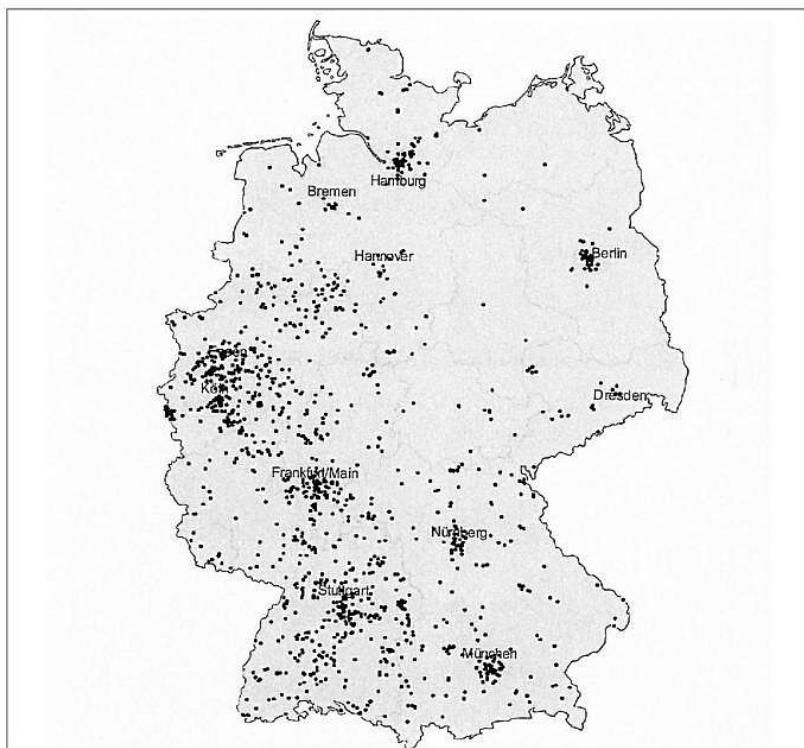 Hamburg
Bremen
Hannover
Berlin
Essen
Köln
Dresden
Frankfurt/Main
Nürnberg
Stuttgart
München